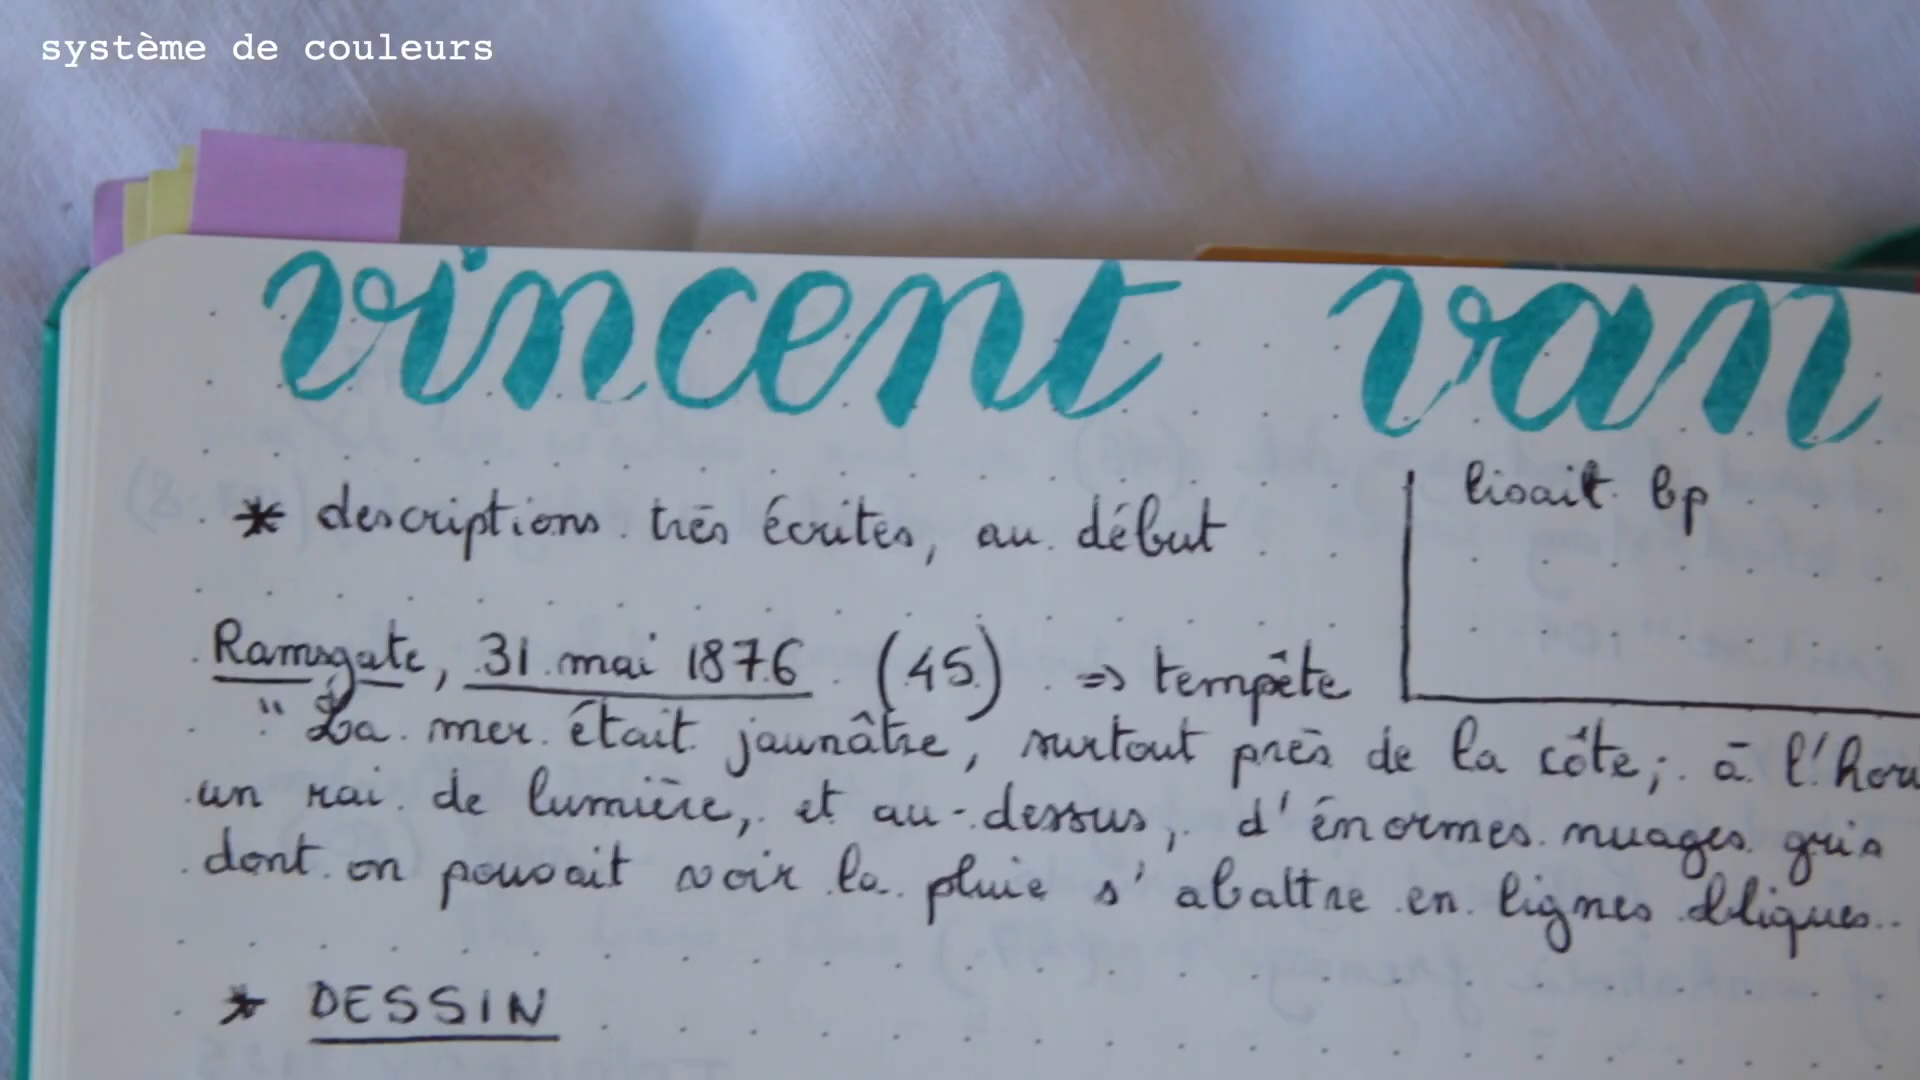 système de couleurs
vincent van
* descriptions très écrites, au début
lisait bp
Ramsgate, 31 mai 1876 (45) ⇒ tempête
" La mer était jaunâtre, surtout près de la côte; à l'
un rai de lumière, et au-dessus, d'énormes nuages gris
dont on pouvait voir la pluie s'abattre en lignes obliques.
* DESSIN